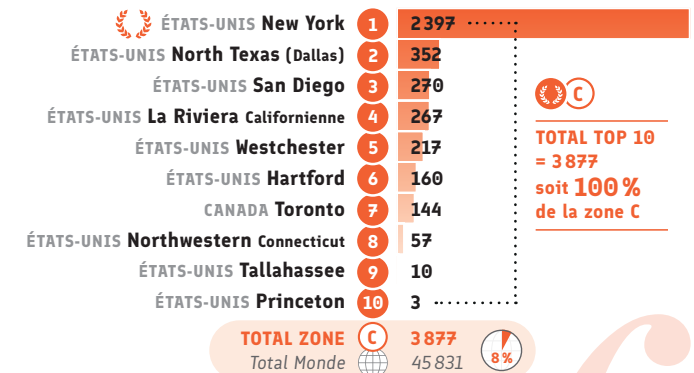 ÉTATS-UNIS New York 1 2397
ÉTATS-UNIS North Texas (Dallas) 2 352
ÉTATS-UNIS San Diego 3 270
ÉTATS-UNIS La Riviera Californienne 4 267
ÉTATS-UNIS Westchester 5 217
ÉTATS-UNIS Hartford 6 160
CANADA Toronto 7 144
ÉTATS-UNIS Northwestern Connecticut 8 57
ÉTATS-UNIS Tallahassee 9 10
ÉTATS-UNIS Princeton 10 3
C
TOTAL TOP 10
= 3877
soit 100 %
de la zone C
TOTAL ZONE C 3877
Total Monde 45831
8%